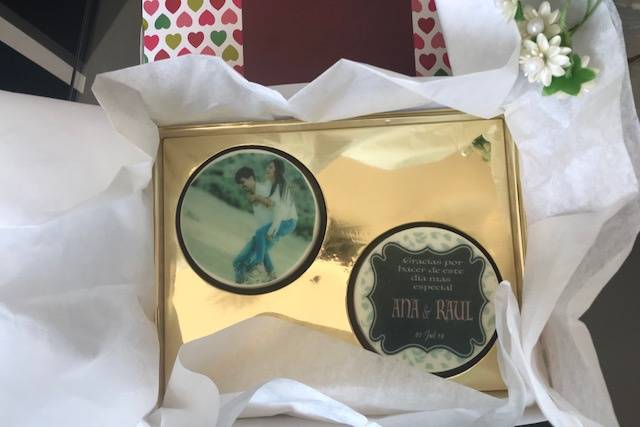 Gracias por
hacer de este
día más
especial
ANA & RAUL